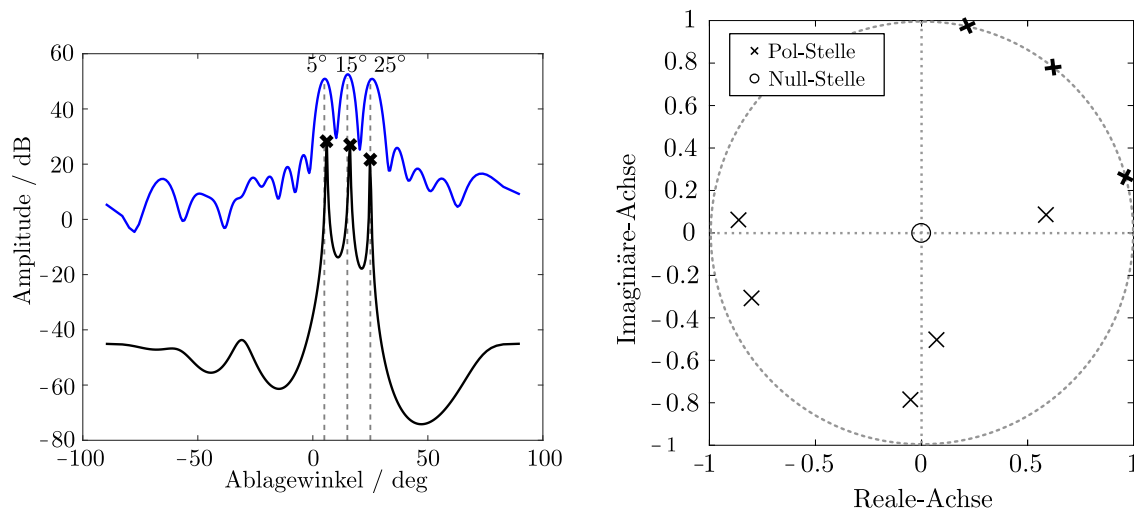 60
40
20
0
-20
-40
-60
-80
Amplitude / dB
5° 15° 25°
-100 -50 0 50 100
Ablagewinkel / deg
1
0.8
0.6
0.4
0.2
0
-0.2
-0.4
-0.6
-0.8
-1
Imaginäre-Achse
Pol-Stelle
Null-Stelle
-1 -0.5 0 0.5 1
Reale-Achse